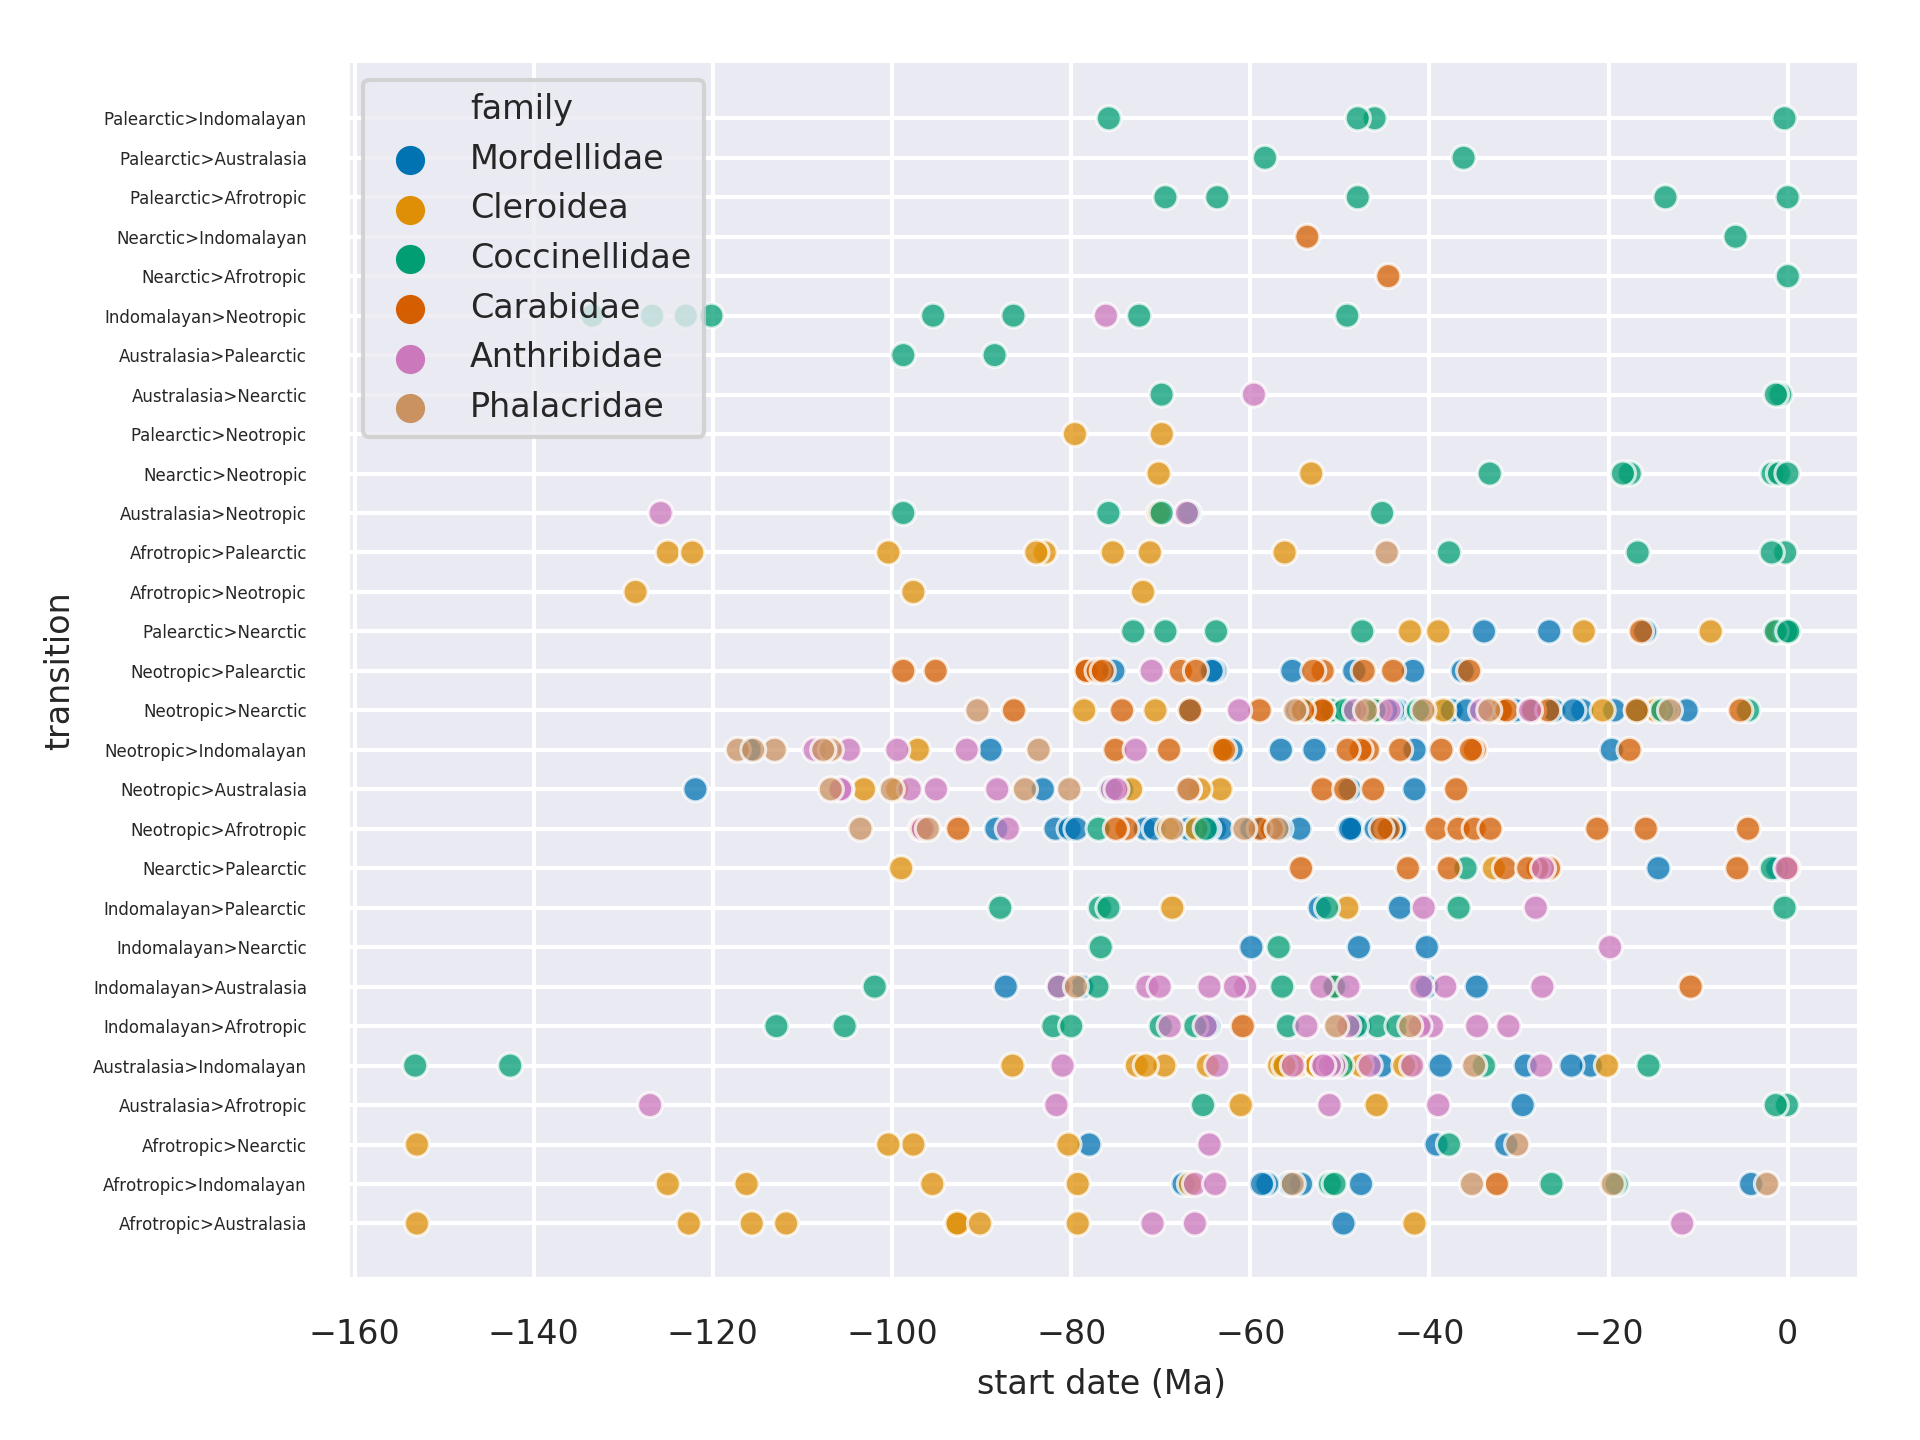 family
Mordellidae
Cleroidea
Coccinellidae
Carabidae
Anthribidae
Phalacridae
transition
Palearctic>Indomalayan
Palearctic>Australasia
Palearctic>Afrotropic
Nearctic>Indomalayan
Nearctic>Afrotropic
Indomalayan>Neotropic
Australasia>Palearctic
Australasia>Nearctic
Palearctic>Neotropic
Nearctic>Neotropic
Australasia>Neotropic
Afrotropic>Palearctic
Afrotropic>Neotropic
Palearctic>Nearctic
Neotropic>Palearctic
Neotropic>Nearctic
Neotropic>Indomalayan
Neotropic>Australasia
Neotropic>Afrotropic
Nearctic>Palearctic
Indomalayan>Palearctic
Indomalayan>Nearctic
Indomalayan>Australasia
Indomalayan>Afrotropic
Australasia>Indomalayan
Australasia>Afrotropic
Afrotropic>Nearctic
Afrotropic>Indomalayan
Afrotropic>Australasia
−160 −140 −120 −100 −80 −60 −40 −20 0
start date (Ma)